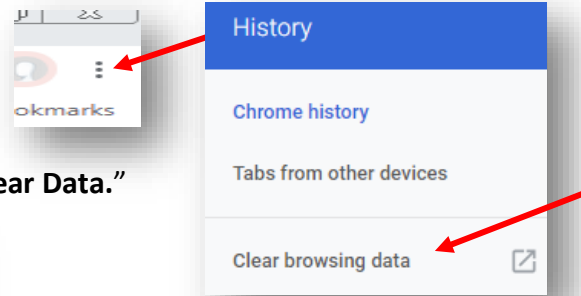 History
okmarks
Chrome history
Tabs from other devices
ear Data.”
Clear browsing data